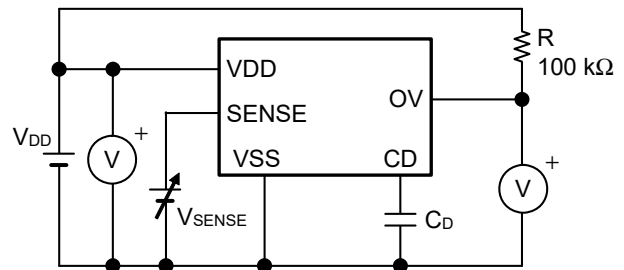 R
100 kΩ
VDD
OV
SENSE
VDD
+
V
VSS
CD
+
V
VSENSE
CD